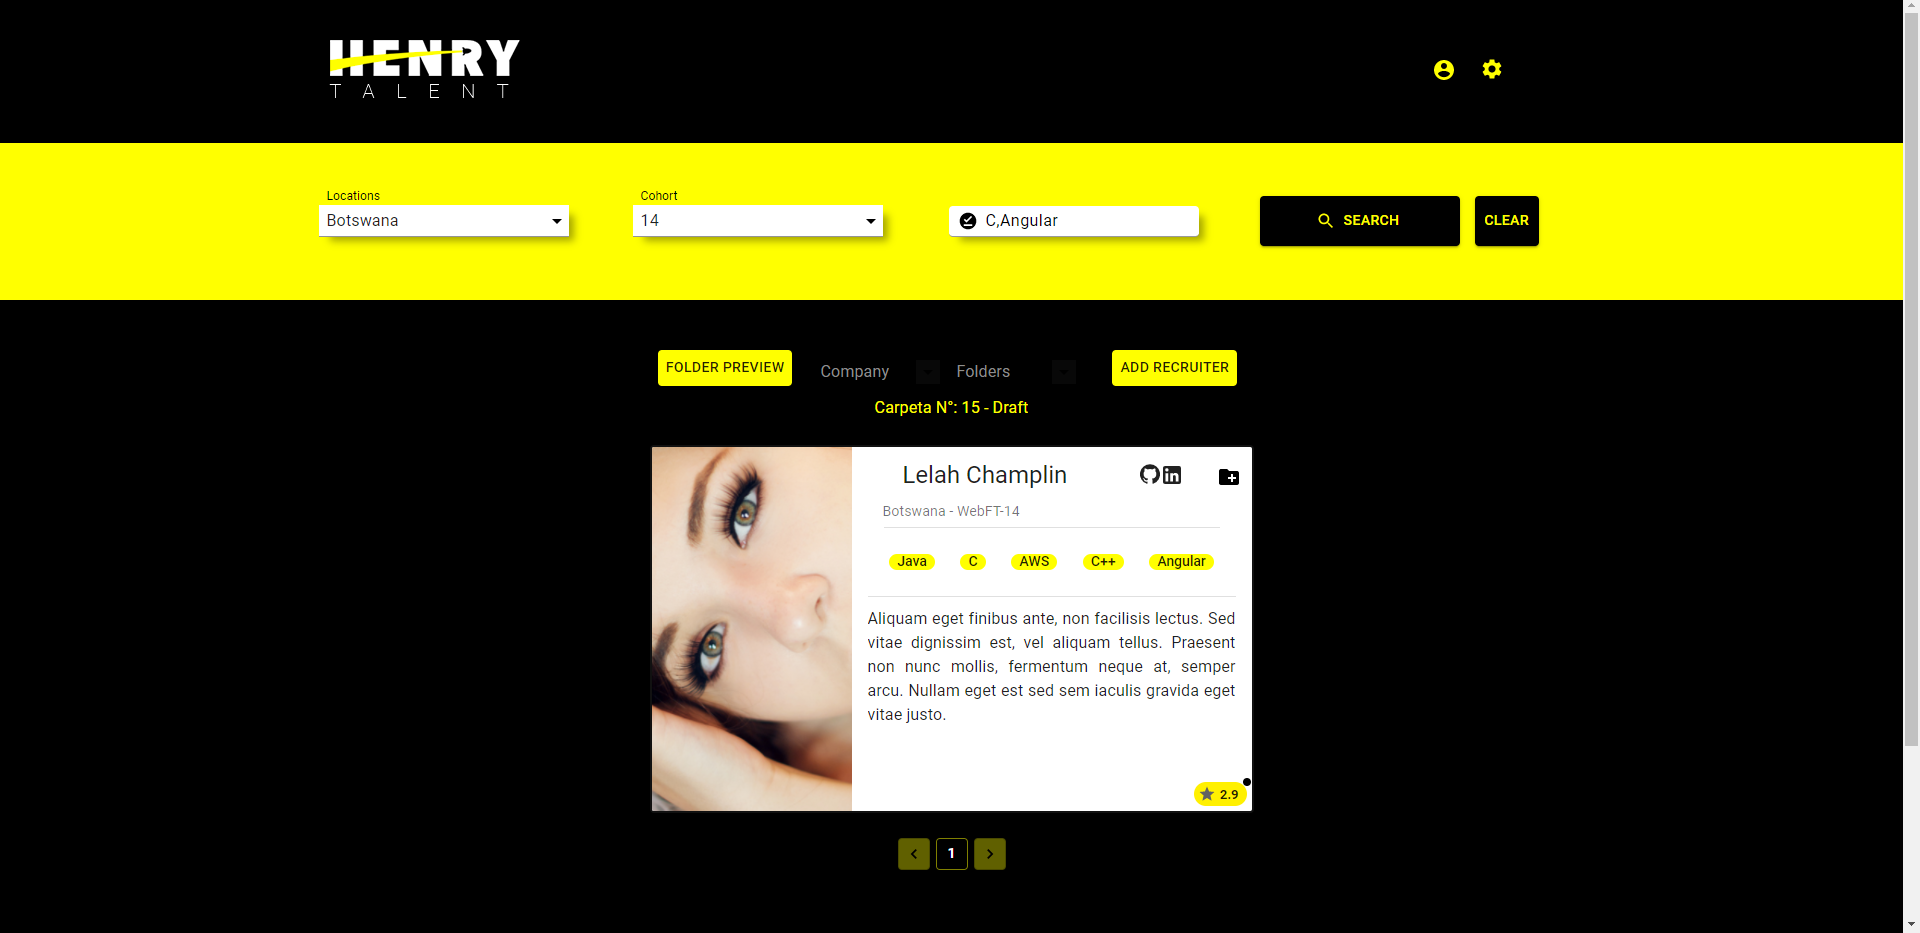 HENRY
TALENT
Locations
Botswana
Cohort
14
C,Angular
SEARCH
CLEAR
FOLDER PREVIEW
Company
Folders
ADD RECRUITER
Carpeta N°: 15 - Draft
Lelah Champlin
Botswana - WebFT-14
Java
C
AWS
C++
Angular
Aliquam eget finibus ante, non facilisis lectus. Sed
vitae dignissim est, vel aliquam tellus. Praesent
non nunc mollis, fermentum neque at, semper
arcu. Nullam eget est sed sem iaculis gravida eget
vitae justo.
2.9
1